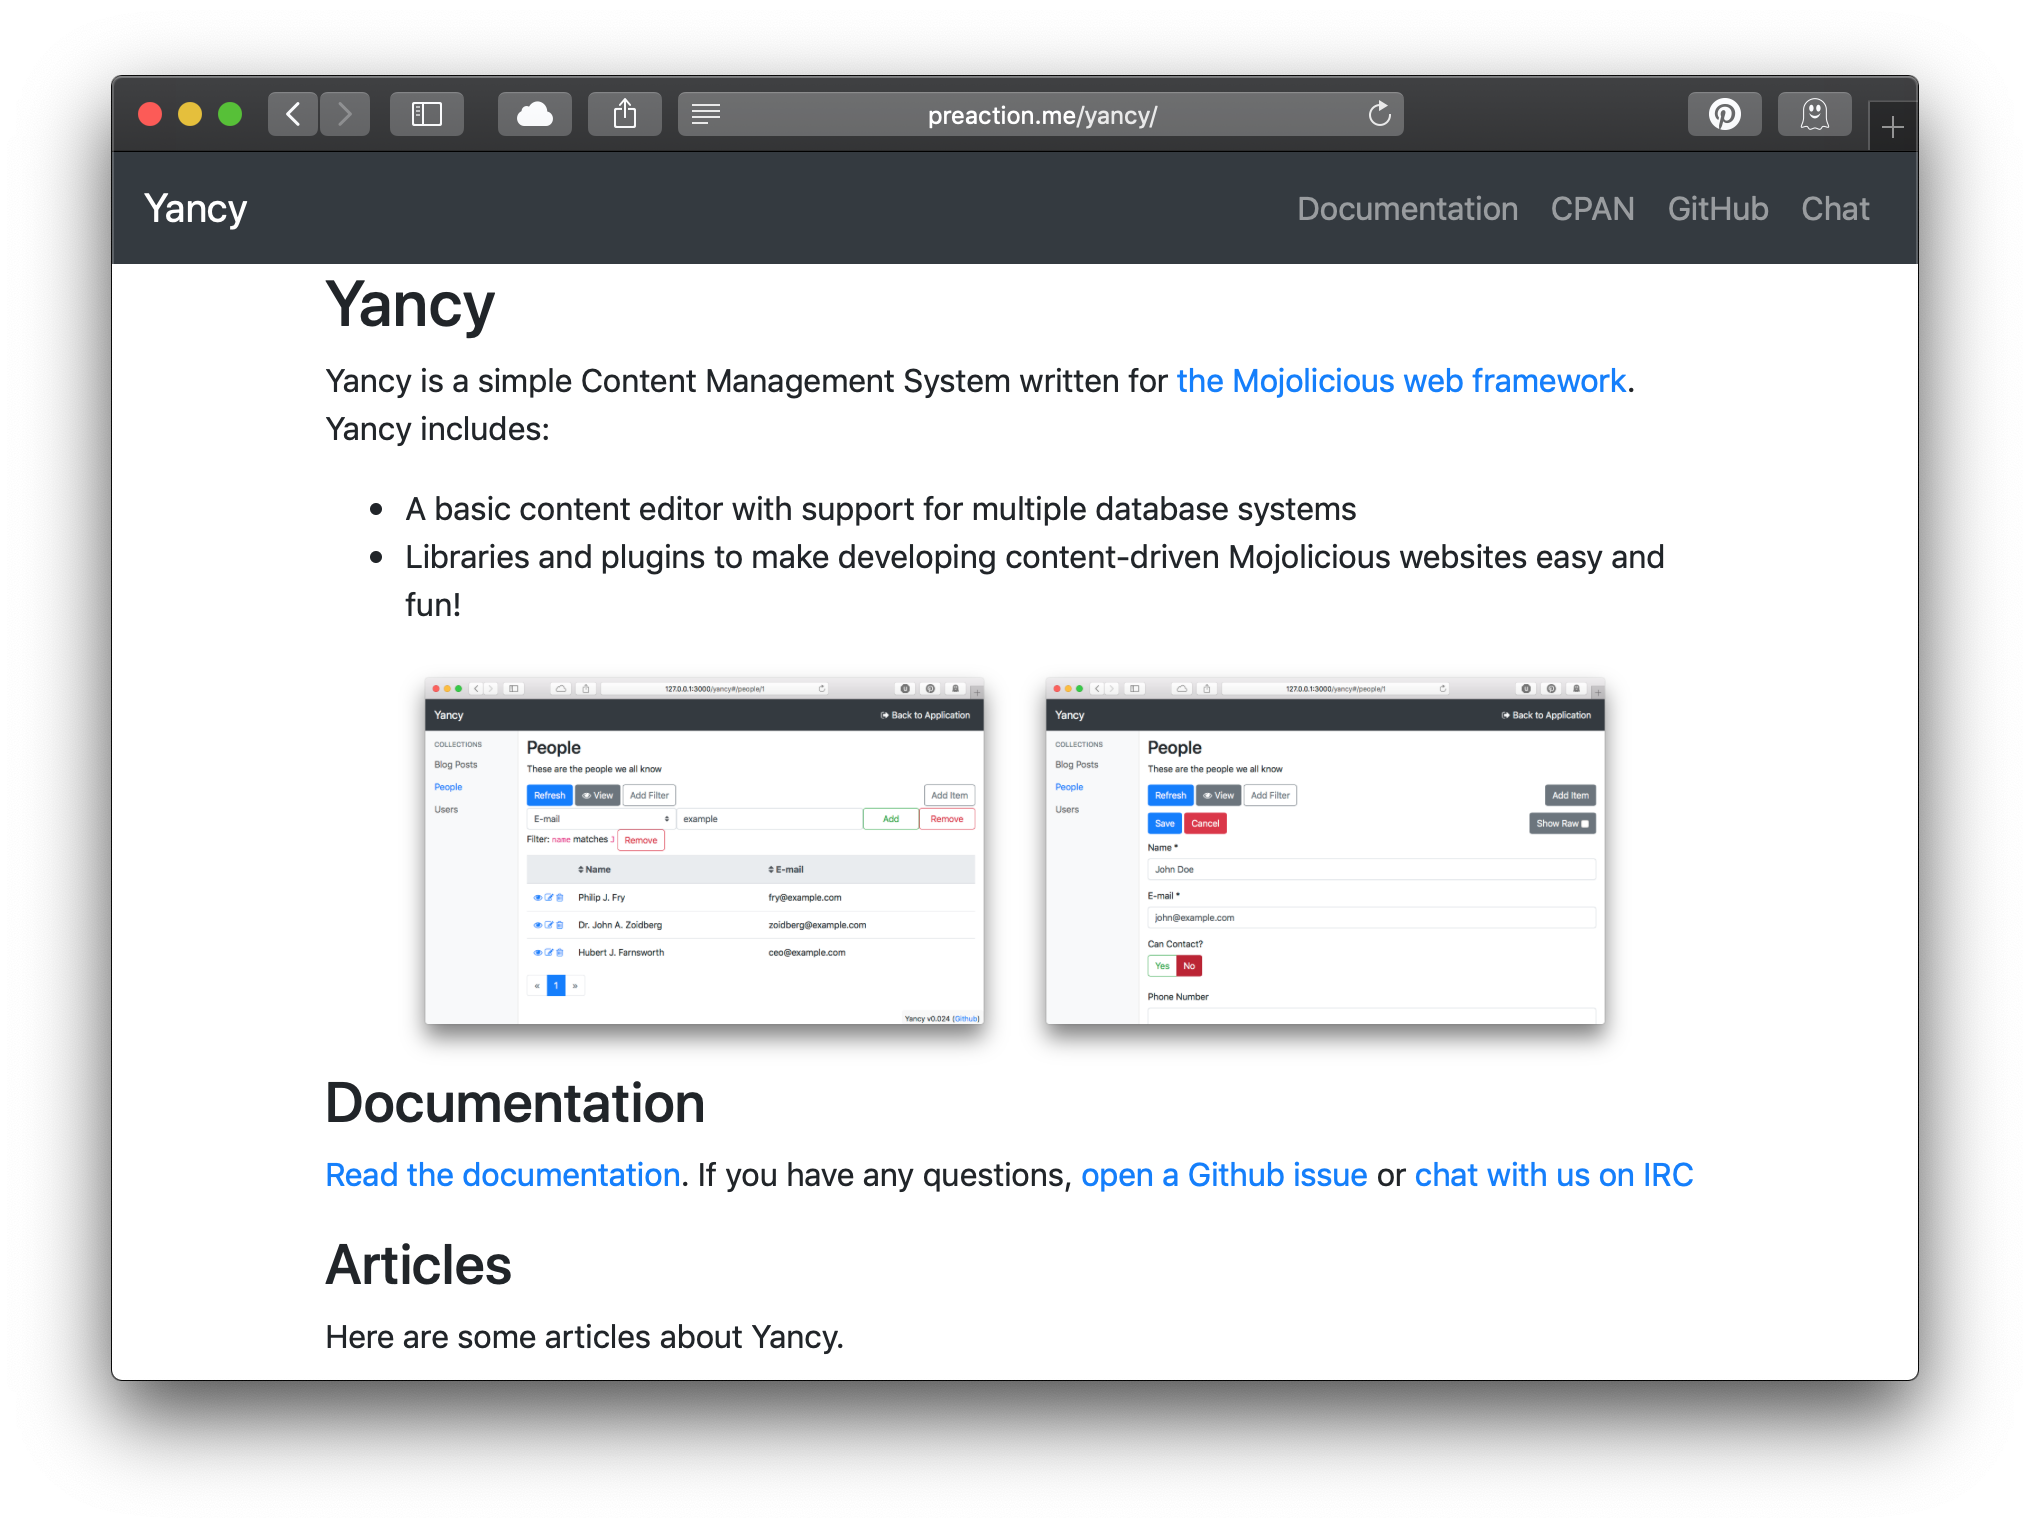 preaction.me/yancy/
Yancy
Documentation CPAN GitHub Chat
Yancy
Yancy is a simple Content Management System written for the Mojolicious web framework.
Yancy includes:
A basic content editor with support for multiple database systems
Libraries and plugins to make developing content-driven Mojolicious websites easy and
fun!
127.0.0.1:3000/yancy#/people/1
Yancy
Back to Application
COLLECTIONS
Blog Posts
People
Users
People
These are the people we all know
Refresh View Add Filter
Add Item
E-mail example Add Remove
Filter: name matches J Remove
Name E-mail
Philip J. Fry fry@example.com
Dr. John A. Zoidberg zoidberg@example.com
Hubert J. Farnsworth ceo@example.com
« 1 »
Yancy v0.024 (Github)
127.0.0.1:3000/yancy#/people/1
Yancy
Back to Application
COLLECTIONS
Blog Posts
People
Users
People
These are the people we all know
Refresh View Add Filter
Add Item
Save Cancel
Show Raw
Name *
John Doe
E-mail *
john@example.com
Can Contact?
Yes No
Phone Number
Documentation
Read the documentation. If you have any questions, open a Github issue or chat with us on IRC
Articles
Here are some articles about Yancy.